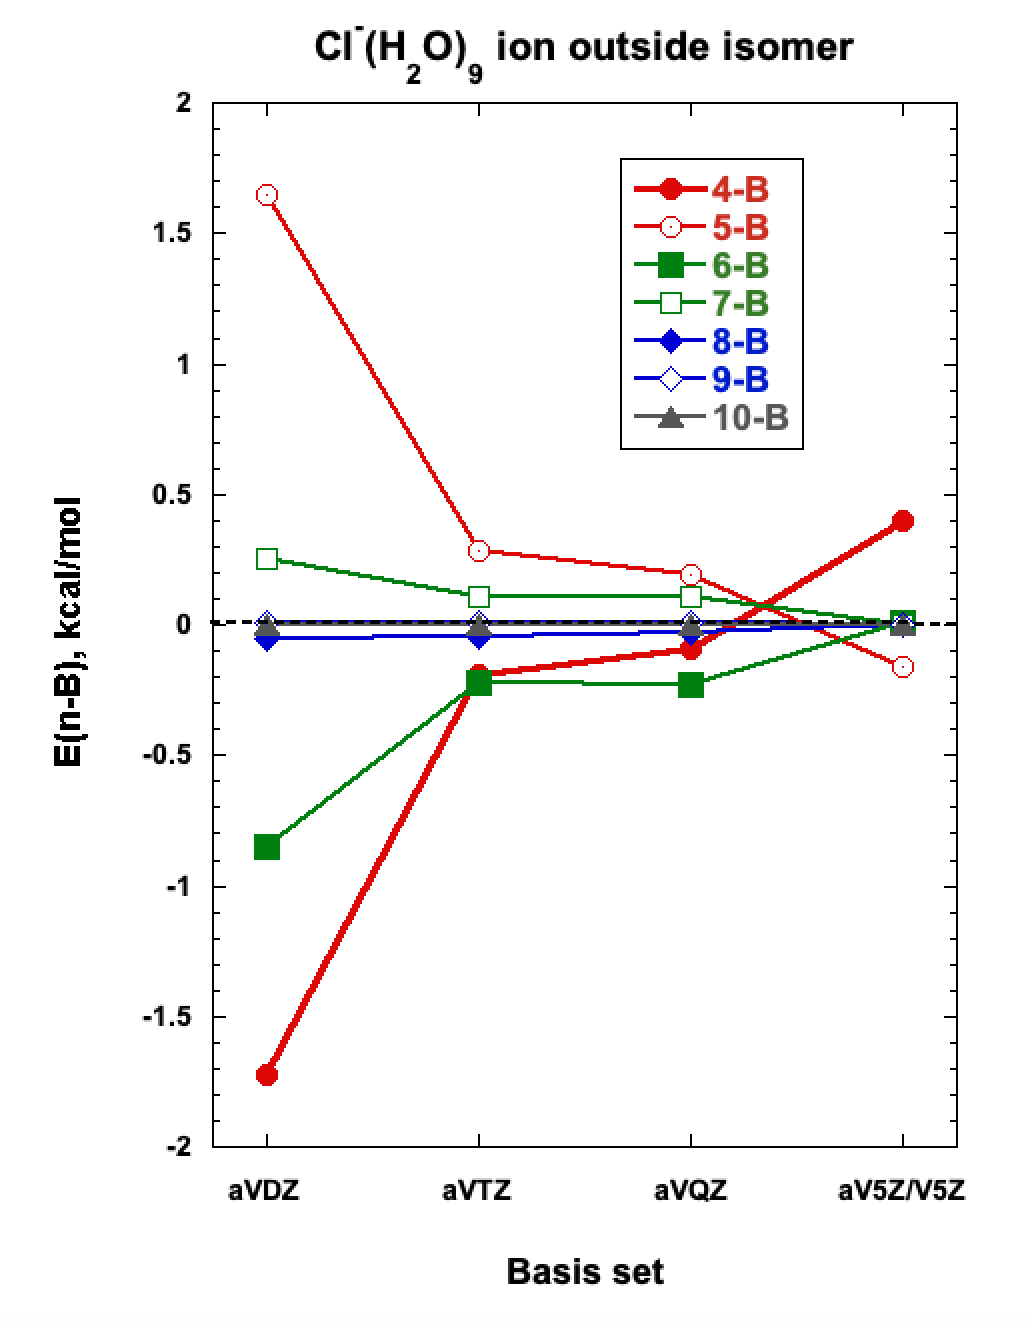 Cl⁻(H₂O)₉ ion outside isomer
2
1.5
1
0.5
0
-0.5
-1
-1.5
-2
E(n-B), kcal/mol
4-B
5-B
6-B
7-B
8-B
9-B
10-B
aVDZ aVTZ aVQZ aV5Z/V5Z
Basis set